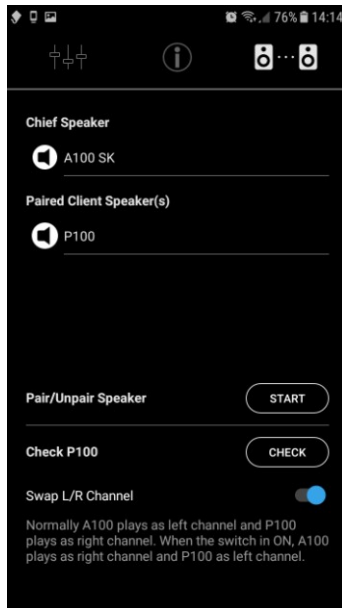 76% 14:14
Chief Speaker
A100 SK
Paired Client Speaker(s)
P100
Pair/Unpair Speaker START
Check P100 CHECK
Swap L/R Channel
Normally A100 plays as left channel and P100
plays as right channel. When the switch in ON, A100
plays as right channel and P100 as left channel.